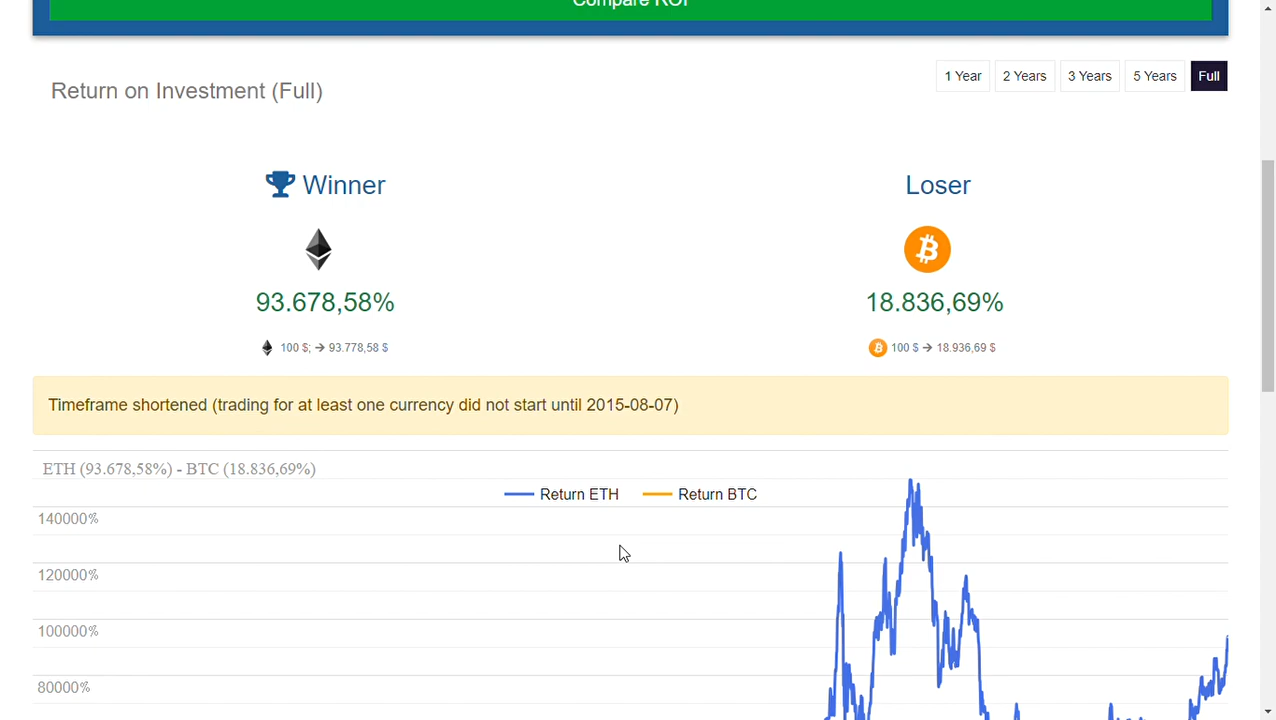 Compare ROI
Return on Investment (Full)
1 Year
2 Years
3 Years
5 Years
Full
Winner
Loser
93.678,58%
18.836,69%
100 $; → 93.778,58 $
100 $ → 18.936,69 $
Timeframe shortened (trading for at least one currency did not start until 2015-08-07)
ETH (93.678,58%) - BTC (18.836,69%)
Return ETH
Return BTC
140000%
120000%
100000%
80000%